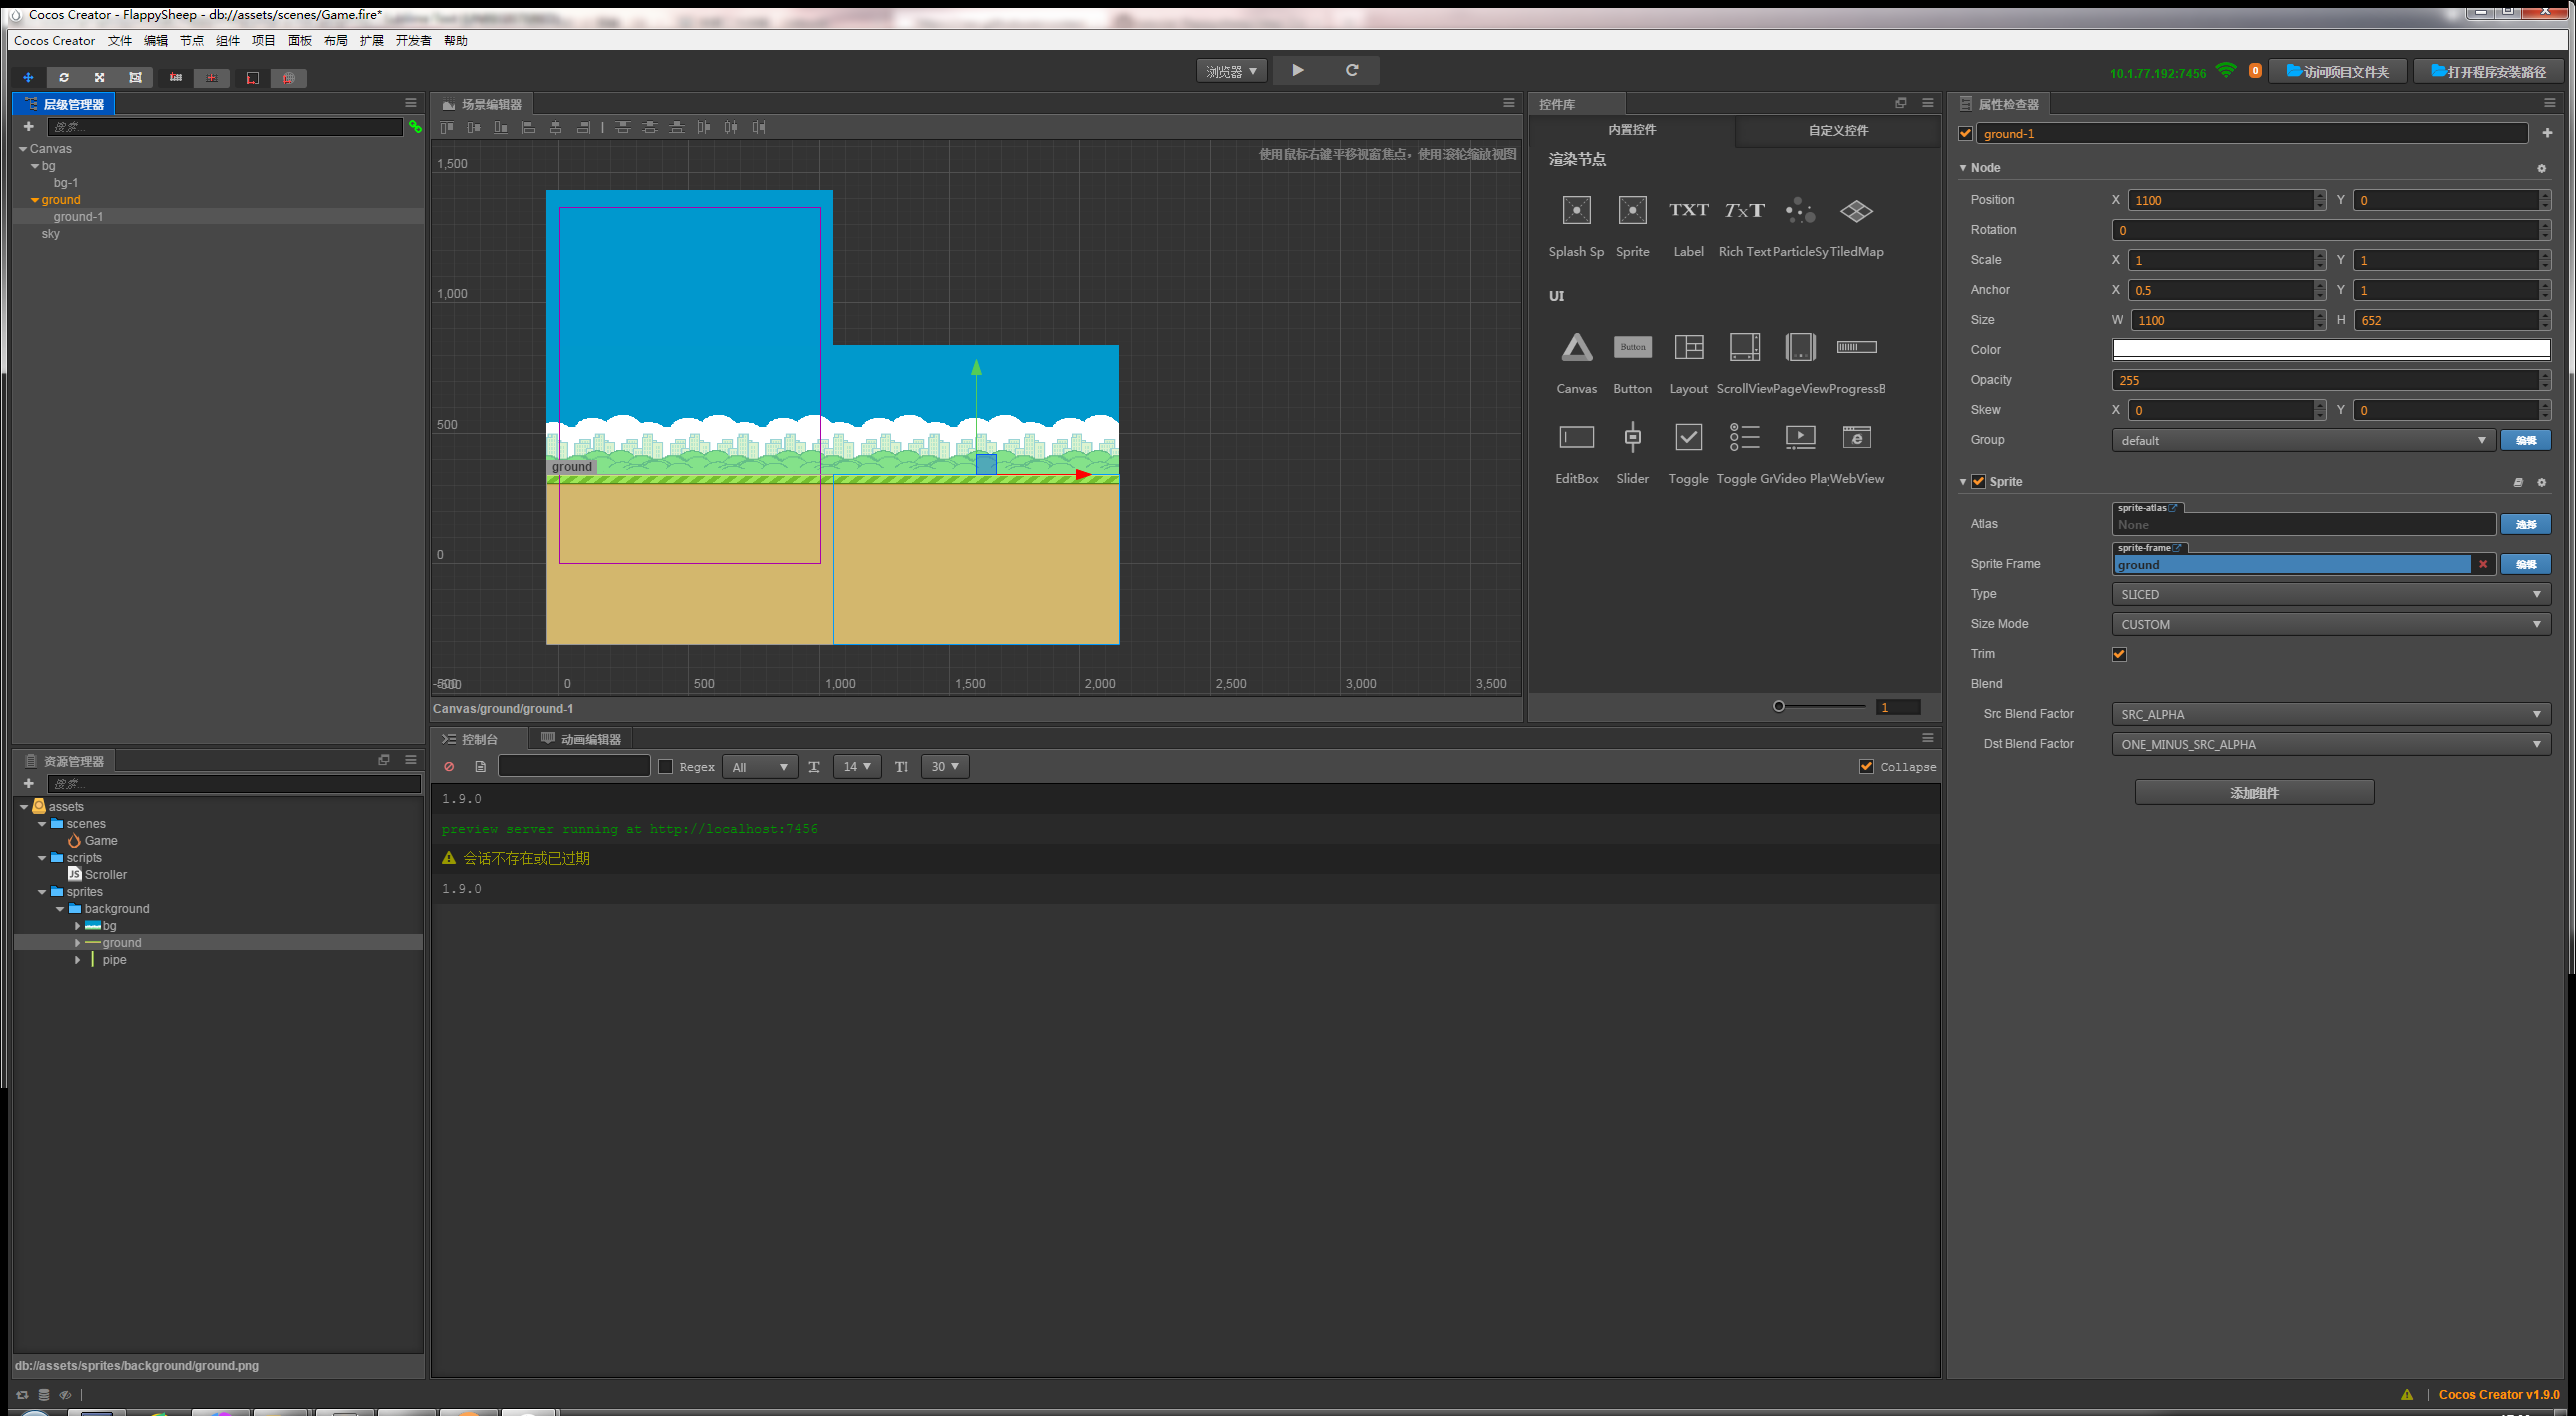 Cocos Creator - FlappySheep - db://assets/scenes/Game.fire*
Cocos Creator 文件 编辑 节点 组件 项目 面板 布局 扩展 开发者 帮助
浏览器
10.1.77.192:7456 0 访问项目文件夹 打开程序安装路径
层级管理器
搜索...
Canvas
bg
bg-1
ground
ground-1
sky
场景编辑器
使用鼠标右键平移视窗焦点，使用滚轮缩放视图
1,500
1,000
500
0
ground
-500
0 500 1,000 1,500 2,000 2,500 3,000 3,500
Canvas/ground/ground-1
控件库
内置控件 自定义控件
渲染节点
TXT TxT
Splash Sp Sprite Label Rich Text ParticleSy TiledMap
UI
Button
Canvas Button Layout ScrollView PageView ProgressB
EditBox Slider Toggle Toggle Gr Video Play WebView
1
属性检查器
ground-1
Node
Position X 1100 Y 0
Rotation 0
Scale X 1 Y 1
Anchor X 0.5 Y 1
Size W 1100 H 652
Color
Opacity 255
Skew X 0 Y 0
Group default 编辑
Sprite
sprite-atlas
Atlas None 选择
sprite-frame
Sprite Frame ground 编辑
Type SLICED
Size Mode CUSTOM
Trim
Blend
Src Blend Factor SRC_ALPHA
Dst Blend Factor ONE_MINUS_SRC_ALPHA
添加组件
资源管理器
搜索...
assets
scenes
Game
scripts
JS Scroller
sprites
background
bg
ground
pipe
db://assets/sprites/background/ground.png
控制台 动画编辑器
Regex All 14 30 Collapse
1.9.0
preview server running at http://localhost:7456
会话不存在或已过期
1.9.0
Cocos Creator v1.9.0